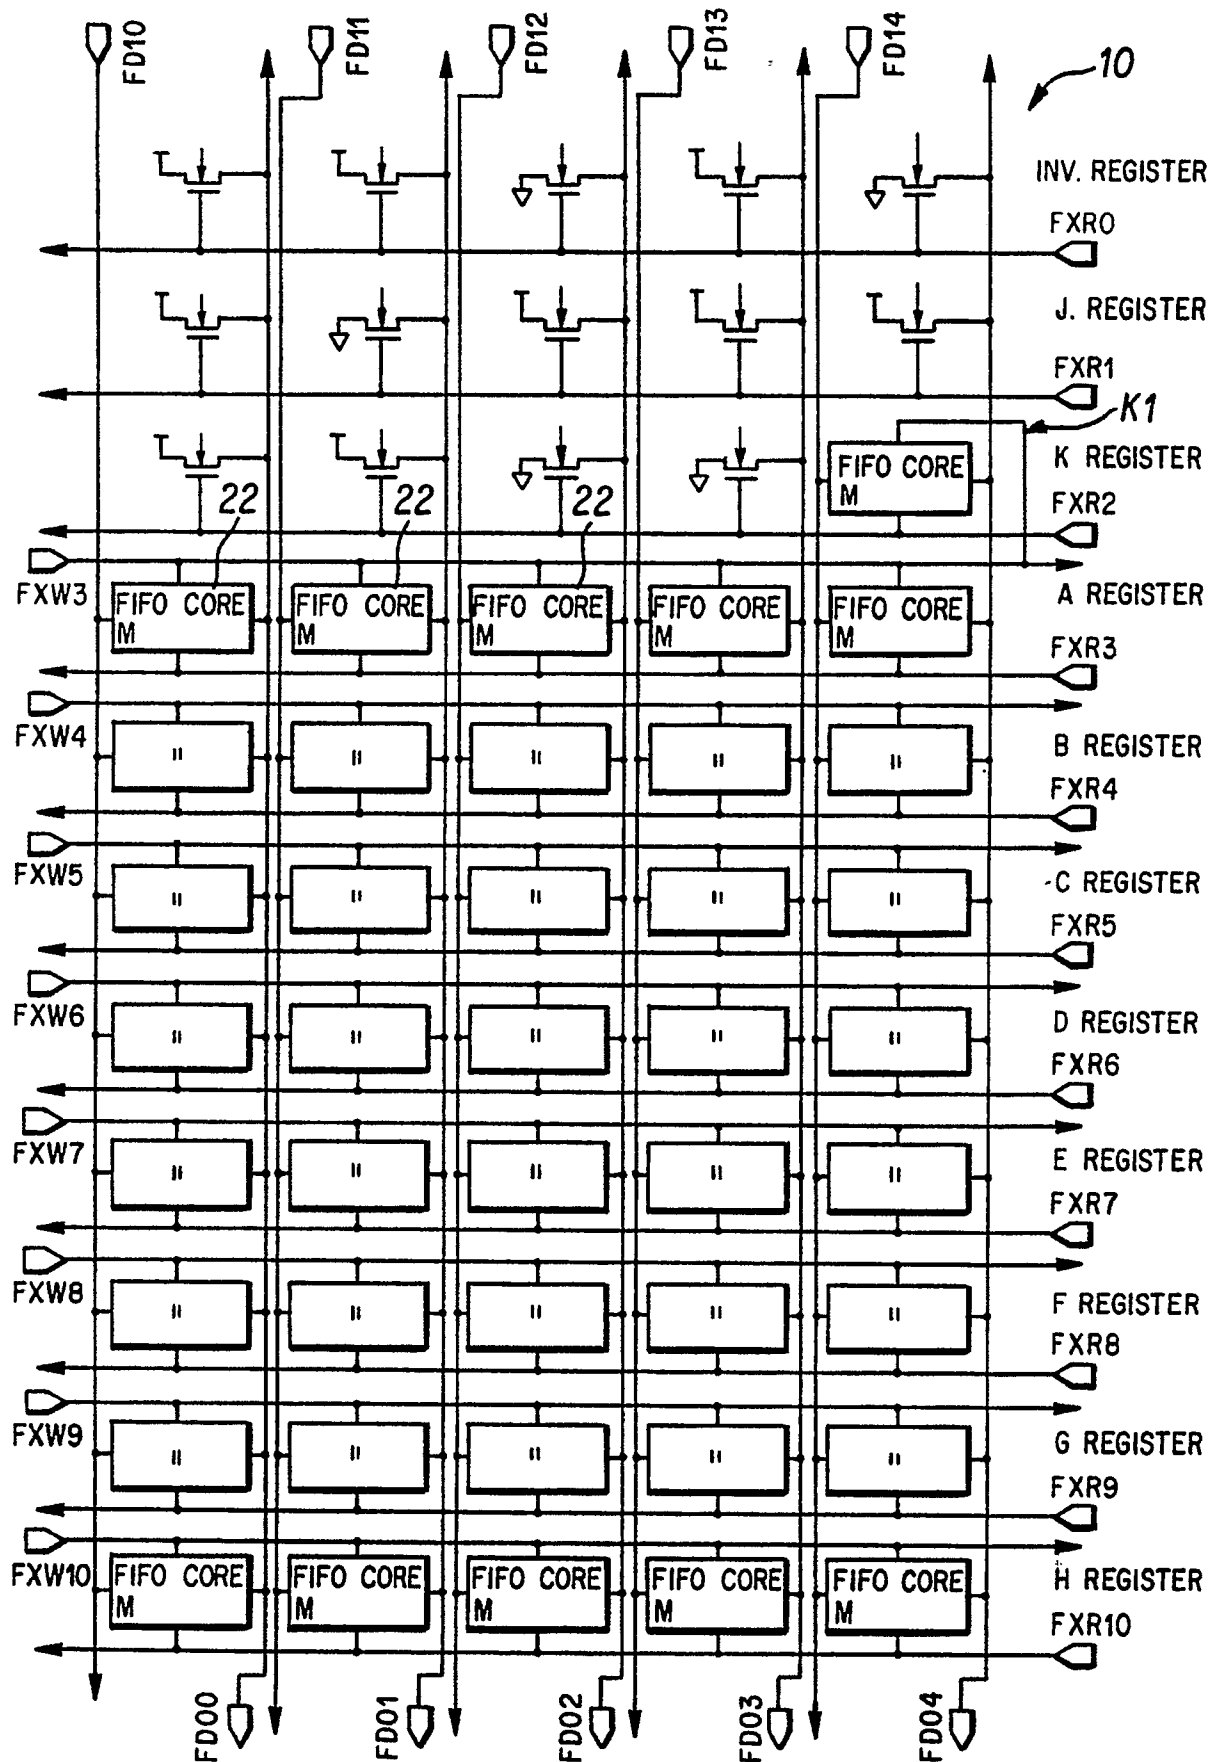 FD10
FD11
FD12
FD13
FD14
10
INV. REGISTER
FXR0
J. REGISTER
FXR1
K1
FIFO CORE
M
K REGISTER
FXR2
22
22
22
FXW3
FIFO CORE
M
FIFO CORE
M
FIFO CORE
M
FIFO CORE
M
FIFO CORE
M
A REGISTER
FXR3
FXW4
"
"
"
"
"
B REGISTER
FXR4
FXW5
"
"
"
"
"
C REGISTER
FXR5
FXW6
"
"
"
"
"
D REGISTER
FXR6
FXW7
"
"
"
"
"
E REGISTER
FXR7
FXW8
"
"
"
"
"
F REGISTER
FXR8
FXW9
"
"
"
"
"
G REGISTER
FXR9
FXW10
FIFO CORE
M
FIFO CORE
M
FIFO CORE
M
FIFO CORE
M
FIFO CORE
M
H REGISTER
FXR10
FD00
FD01
FD02
FD03
FD04